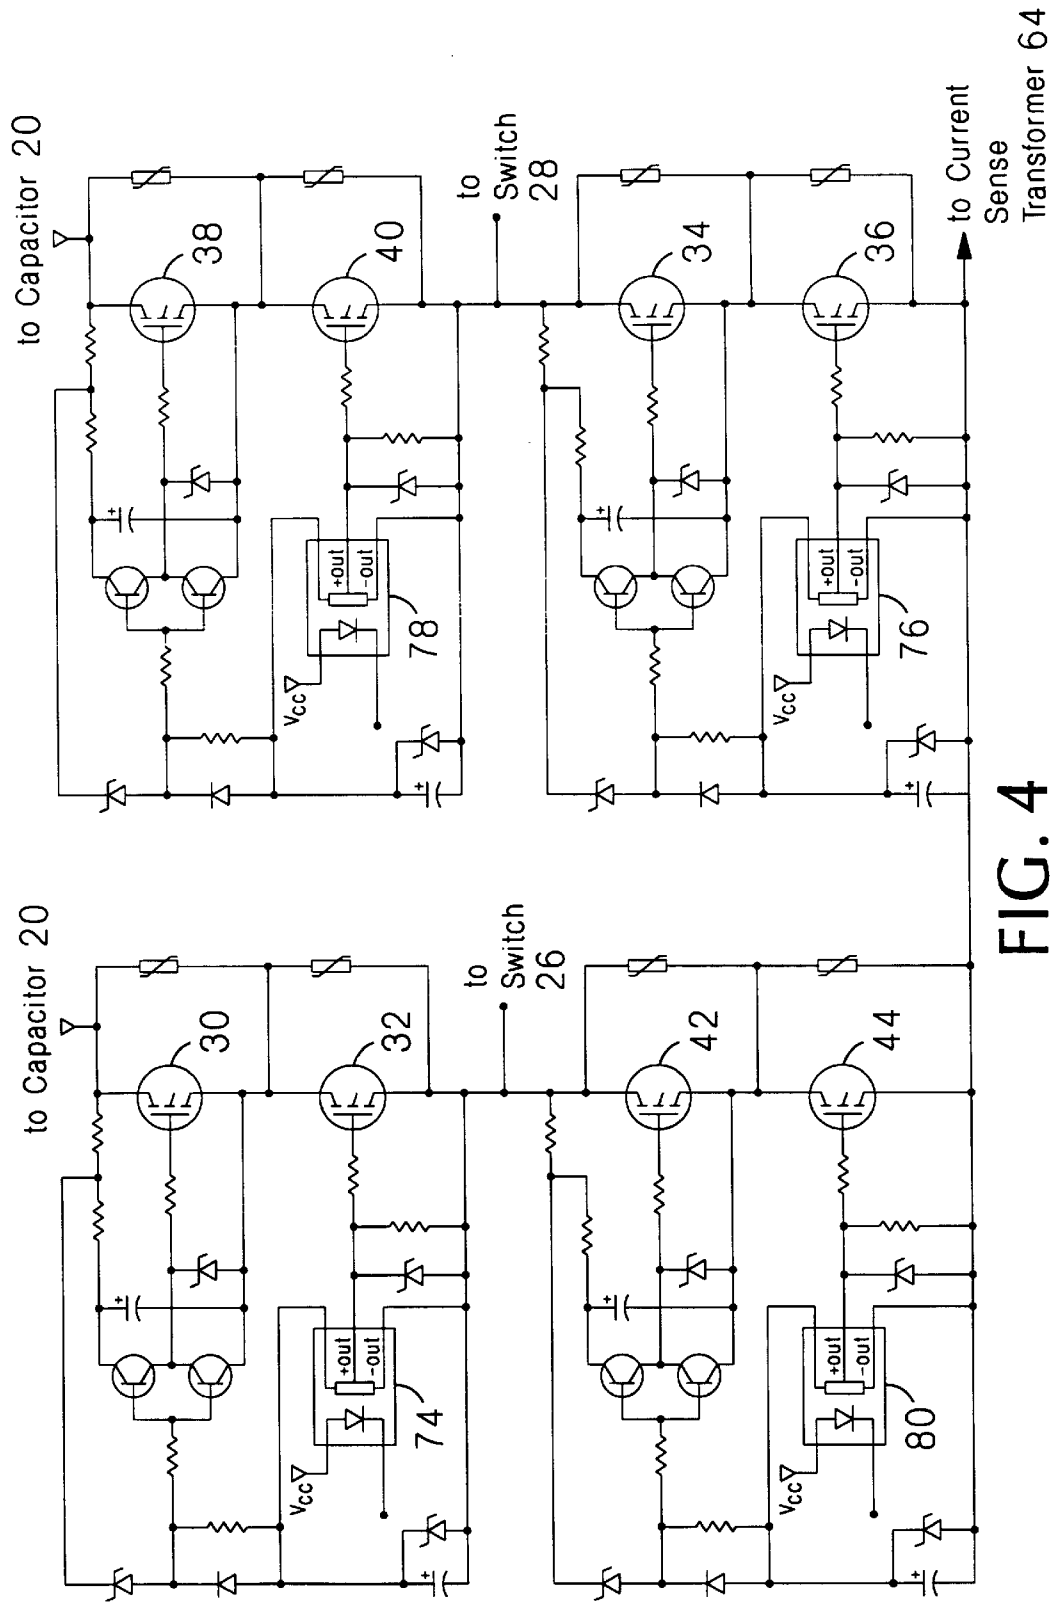 to Capacitor 20
38
40
+out
-out
78
Vcc
to
Switch
28
34
36
+out
-out
76
Vcc
to Current
Sense
Transformer 64
to Capacitor 20
30
32
+out
-out
74
Vcc
to
Switch
26
42
44
+out
-out
80
Vcc
+
+
+
+
+
+
+
+
FIG. 4